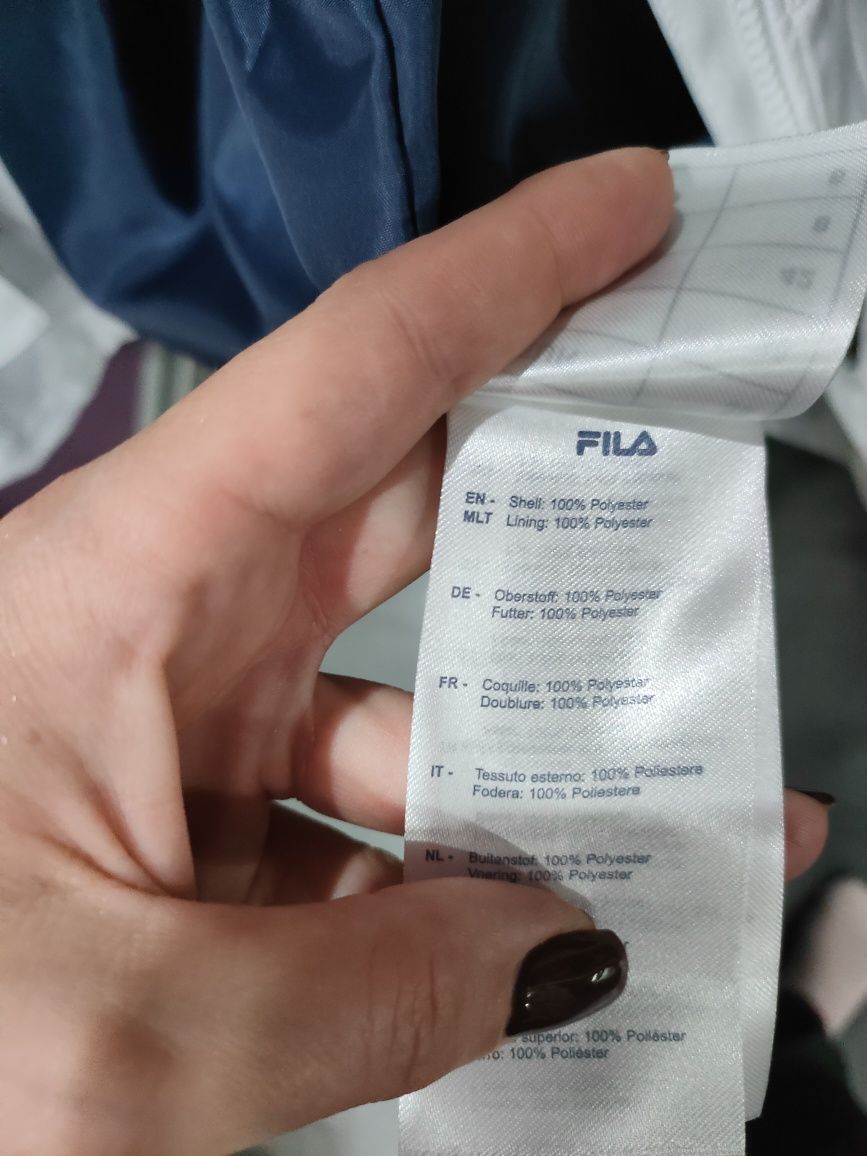 FILA
EN - Shell: 100% Polyester
MLT Lining: 100% Polyester
DE - Oberstoff: 100% Polyester
Futter: 100% Polyester
FR - Coquille: 100% Polyester
Doublure: 100% Polyester
IT - Tessuto esterno: 100% Poliestere
Fodera: 100% Poliestere
NL - Buitenstof: 100% Polyester
Voering: 100% Polyester
superior: 100% Poliéster
100% Poliéster